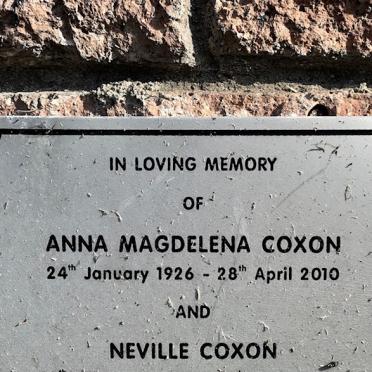 IN LOVING MEMORY
OF
ANNA MAGDELENA COXON
24th January 1926 - 28th April 2010
AND
NEVILLE COXON